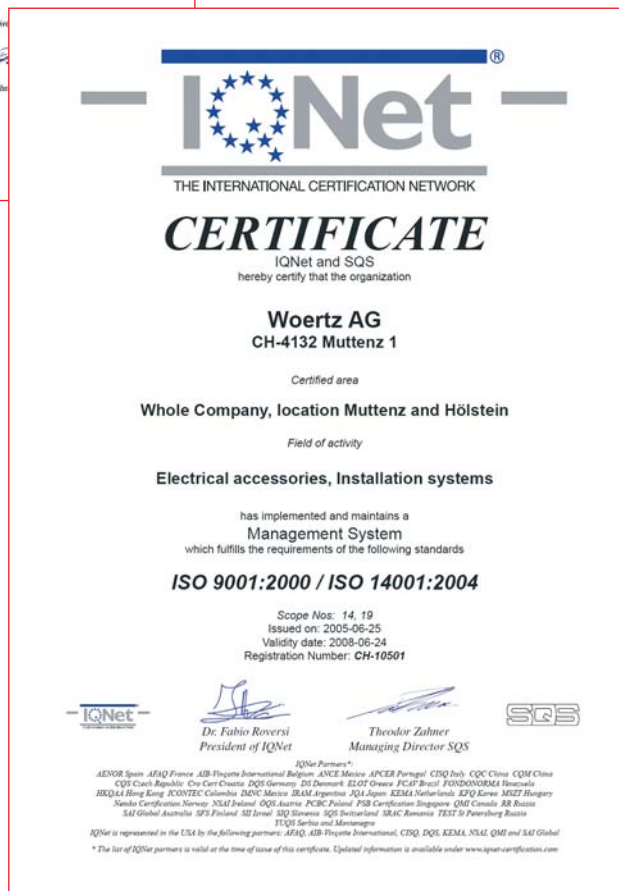 IQNet ®
THE INTERNATIONAL CERTIFICATION NETWORK
CERTIFICATE
IQNet and SQS
hereby certify that the organization
Woertz AG
CH-4132 Muttenz 1
Certified area
Whole Company, location Muttenz and Hölstein
Field of activity
Electrical accessories, Installation systems
has implemented and maintains a
Management System
which fulfills the requirements of the following standards
ISO 9001:2000 / ISO 14001:2004
Scope Nos: 14, 19
Issued on: 2005-06-25
Validity date: 2008-06-24
Registration Number: CH-10501
IQNet
SQS
Dr. Fabio Roversi
Theodor Zahner
President of IQNet
Managing Director SQS
IQNet Partners*:
AENOR Spain AFAQ France AIB-Vinçotte International Belgium ANCE Mexico APCER Portugal CISQ Italy CQC China CQM China
CQS Czech Republic Cro Cert Croatia DQS Germany DS Denmark ELOT Greece FCAV Brazil FONDONORMA Venezuela
HKQAA Hong Kong ICONTEC Colombia IMNC Mexico IRAM Argentina JQA Japan KEMA Netherlands KFQ Korea MSZT Hungary
Nemko Certification Norway NSAI Ireland ÖQS Austria PCBC Poland PSB Certification Singapore QMI Canada RR Russia
SAI Global Australia SFS Finland SII Israel SIQ Slovenia SQS Switzerland SRAC Romania TEST St Petersburg Russia
YUQS Serbia and Montenegro
IQNet is represented in the USA by the following partners: AFAQ, AIB-Vinçotte International, CISQ, DQS, KEMA, NSAI, QMI and SAI Global
* The list of IQNet partners is valid at the time of issue of this certificate. Updated information is available under www.iqnet-certification.com